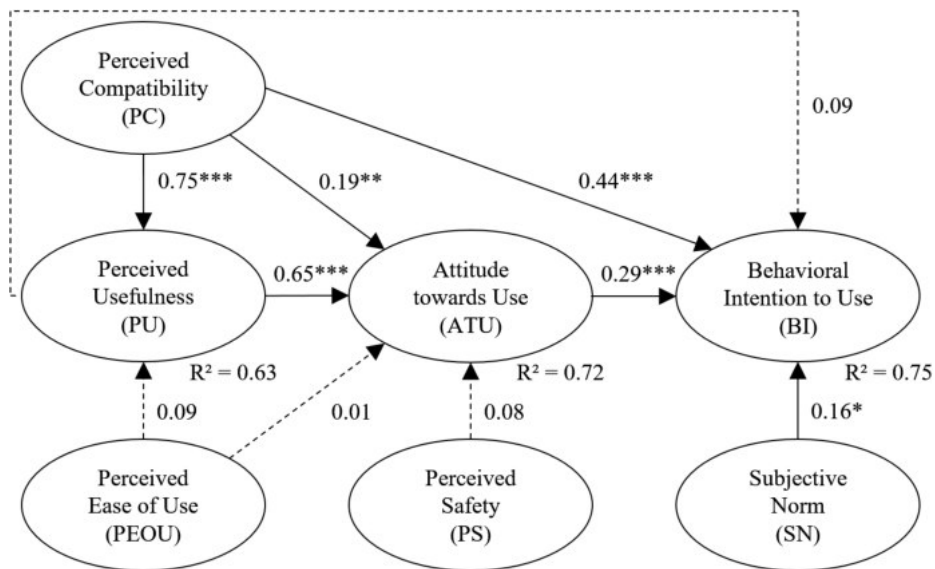 Perceived
Compatibility
(PC)
0.09
0.75***
0.19**
0.44***
Perceived
Usefulness
(PU)
0.65***
Attitude
towards Use
(ATU)
0.29***
Behavioral
Intention to Use
(BI)
R² = 0.63
R² = 0.72
R² = 0.75
0.09
0.01
0.08
0.16*
Perceived
Ease of Use
(PEOU)
Perceived
Safety
(PS)
Subjective
Norm
(SN)